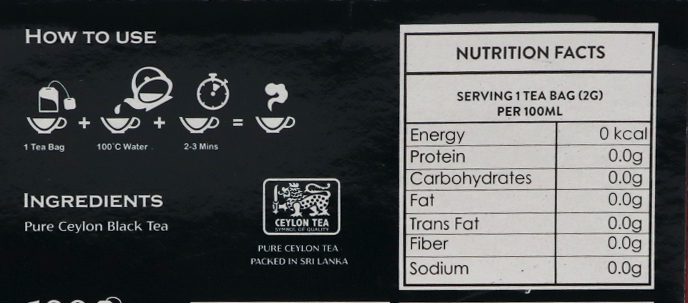 HOW TO USE
+ + =
1 Tea Bag 100°C Water 2-3 Mins
INGREDIENTS
Pure Ceylon Black Tea
CEYLON TEA
SYMBOL OF QUALITY
PURE CEYLON TEA
PACKED IN SRI LANKA
NUTRITION FACTS
SERVING 1 TEA BAG (2G)
PER 100ML
Energy 0 kcal
Protein 0.0g
Carbohydrates 0.0g
Fat 0.0g
Trans Fat 0.0g
Fiber 0.0g
Sodium 0.0g